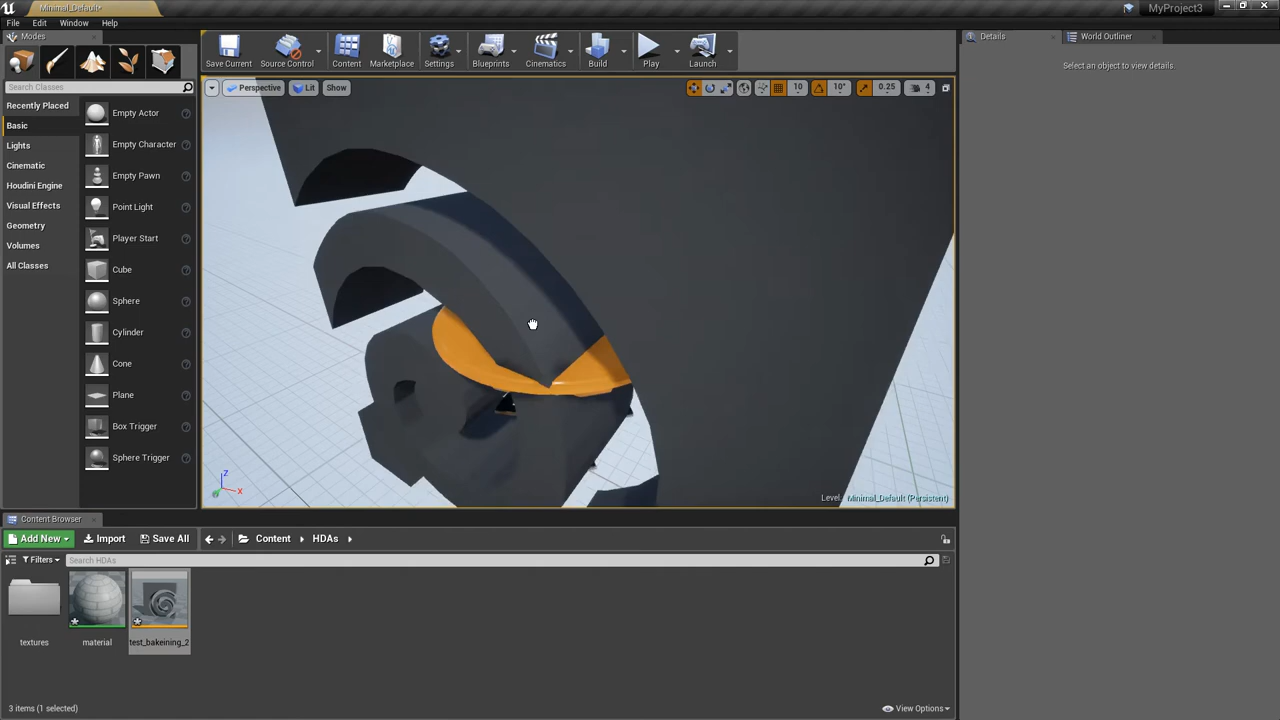 Minimal_Default*
MyProject3
File Edit Window Help
Modes
Search Classes
Recently Placed
Basic
Lights
Cinematic
Houdini Engine
Visual Effects
Geometry
Volumes
All Classes
Empty Actor
Empty Character
Empty Pawn
Point Light
Player Start
Cube
Sphere
Cylinder
Cone
Plane
Box Trigger
Sphere Trigger
Save Current
Source Control
Content
Marketplace
Settings
Blueprints
Cinematics
Build
Play
Launch
Perspective
Lit
Show
10
10°
0.25
4
Z
X
Level: Minimal_Default (Persistent)
Details
World Outliner
Select an object to view details.
Content Browser
Add New
Import
Save All
Content
HDAs
Filters
Search HDAs
textures
material
test_bakeining_2
3 items (1 selected)
View Options